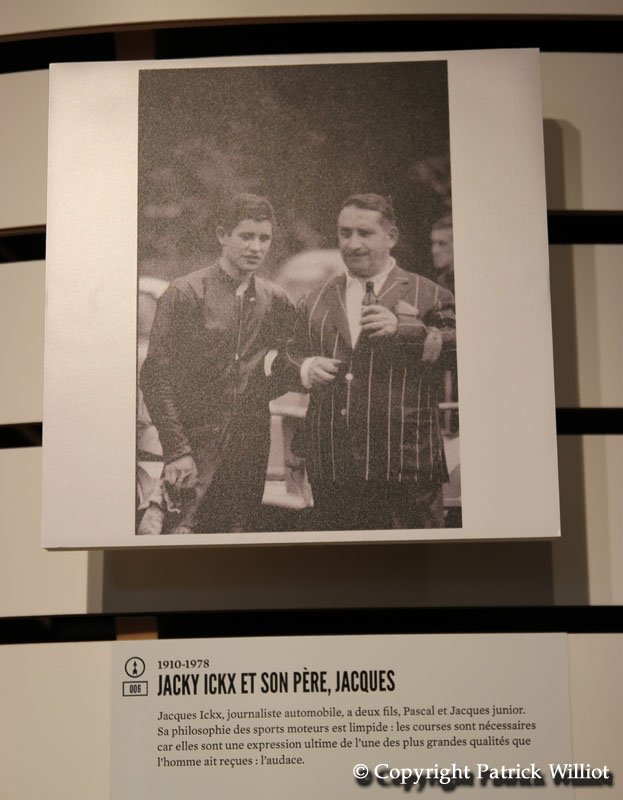 1910-1978
006
JACKY ICKX ET SON PÈRE, JACQUES
Jacques Ickx, journaliste automobile, a deux fils, Pascal et Jacques junior.
Sa philosophie des sports moteurs est limpide : les courses sont nécessaires
car elles sont une expression ultime de l'une des plus grandes qualités que
l'homme ait reçues : l'audace.
© Copyright Patrick Williot